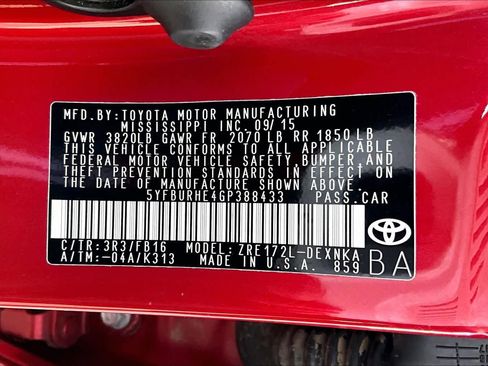 MFD.BY:TOYOTA MOTOR MANUFACTURING
MISSISSIPPI INC. 09/15
GVWR 3820LB GAWR FR 2070 LB RR 1850 LB
THIS VEHICLE CONFORMS TO ALL APPLICABLE
FEDERAL MOTOR VEHICLE SAFETY, BUMPER, AND
THEFT PREVENTION STANDARDS IN EFFECT ON
THE DATE OF MANUFACTURE SHOWN ABOVE.
5YFBURHE4GP388433 PASS.CAR
C/TR:3R3/FB16 MODEL:ZRE172L-DEXNKA
A/TM:-04A/K313 MADE IN U.S.A. 859
BA